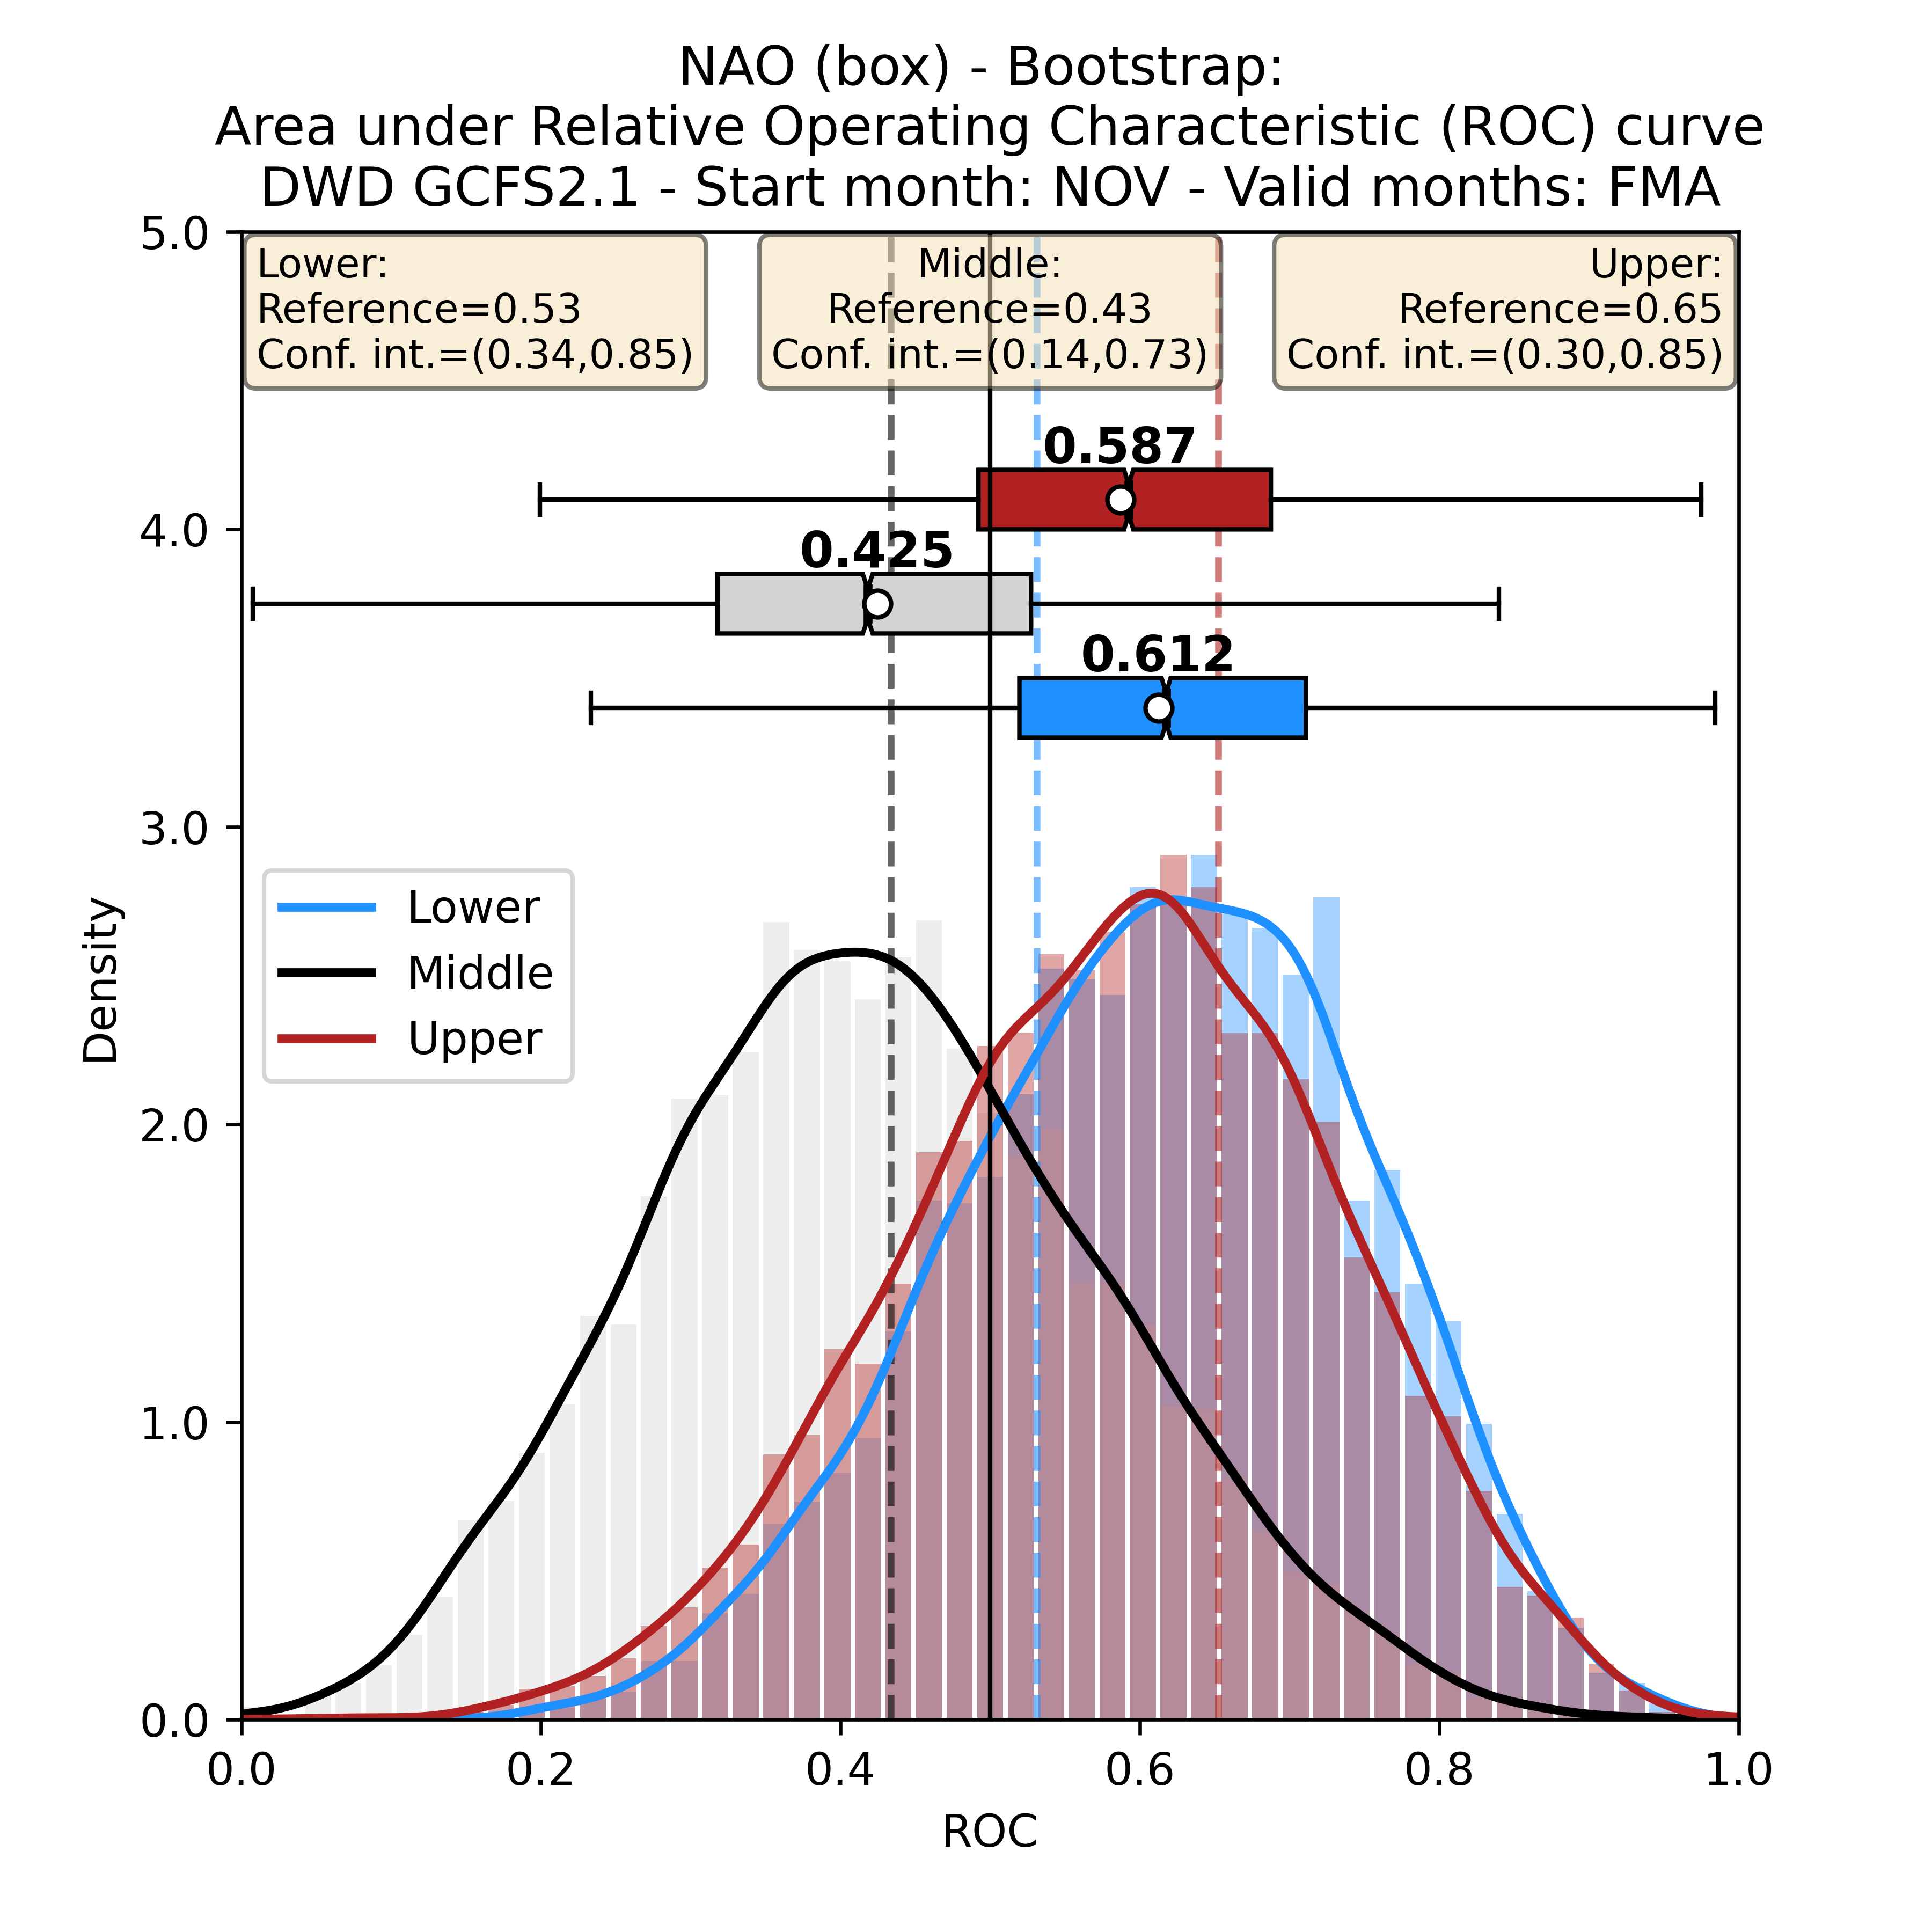 NAO (box) - Bootstrap:
Area under Relative Operating Characteristic (ROC) curve
DWD GCFS2.1 - Start month: NOV - Valid months: FMA
Lower:
Reference=0.53
Conf. int.=(0.34,0.85)
Middle:
Reference=0.43
Conf. int.=(0.14,0.73)
Upper:
Reference=0.65
Conf. int.=(0.30,0.85)
0.587
0.425
0.612
Lower
Middle
Upper
Density
5.0
4.0
3.0
2.0
1.0
0.0
0.0 0.2 0.4 0.6 0.8 1.0
ROC